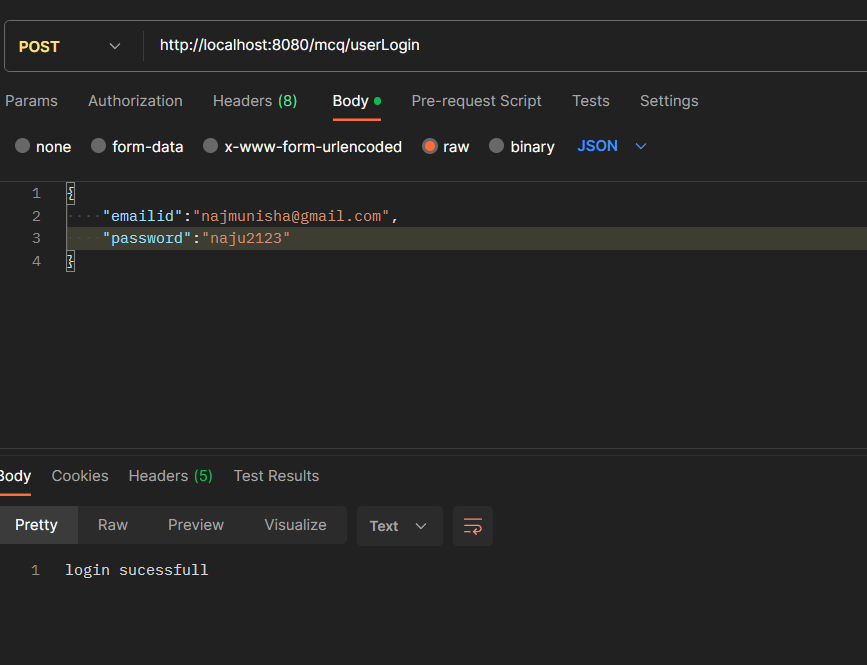 POST http://localhost:8080/mcq/userLogin
Params Authorization Headers (8) Body Pre-request Script Tests Settings
none form-data x-www-form-urlencoded raw binary JSON
1 {
2 ····"emailid":"najmunisha@gmail.com",
3 ····"password":"naju2123"
4 }
Body Cookies Headers (5) Test Results
Pretty Raw Preview Visualize Text
1 login sucessfull